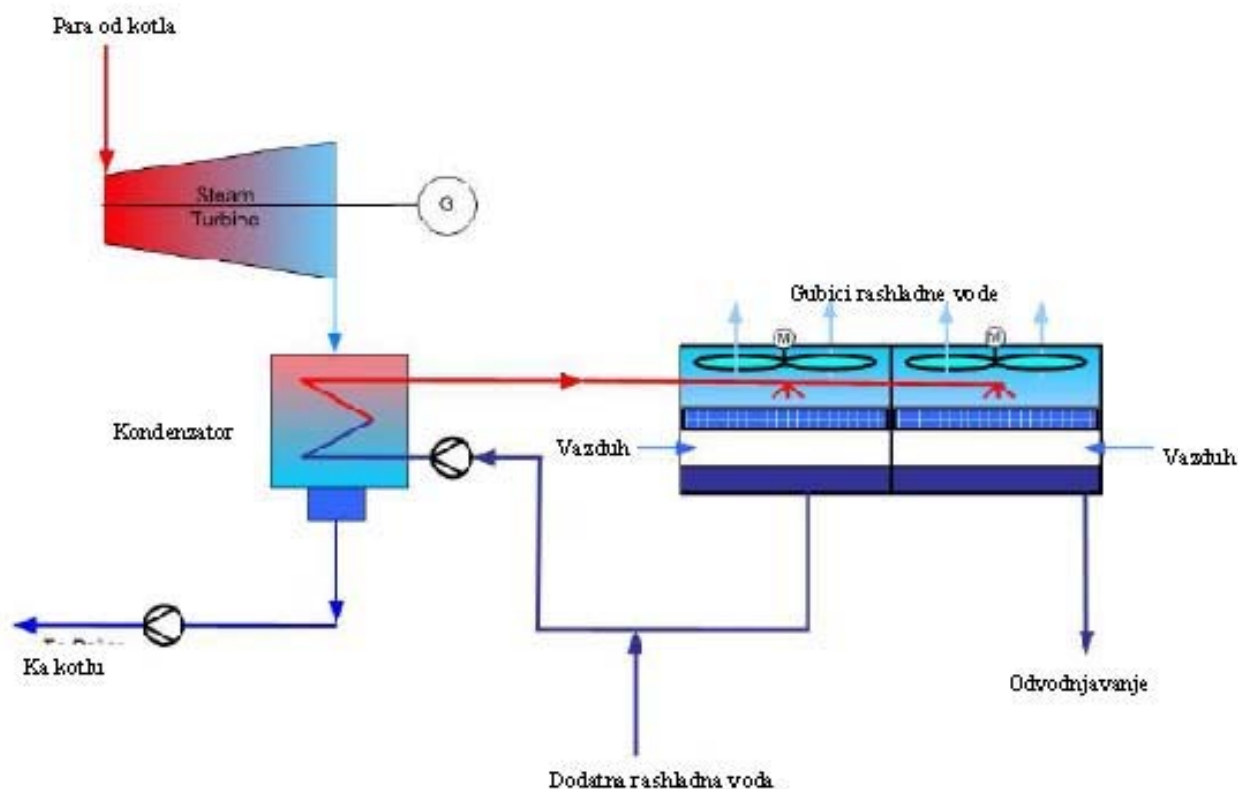 Para od kotla
Steam
Turbine
G
Gubici rashladne vode
M
M
Kondenzator
Vazduh
Vazduh
Ka kotlu
Odvodnjavanje
Dodatna rashladna voda